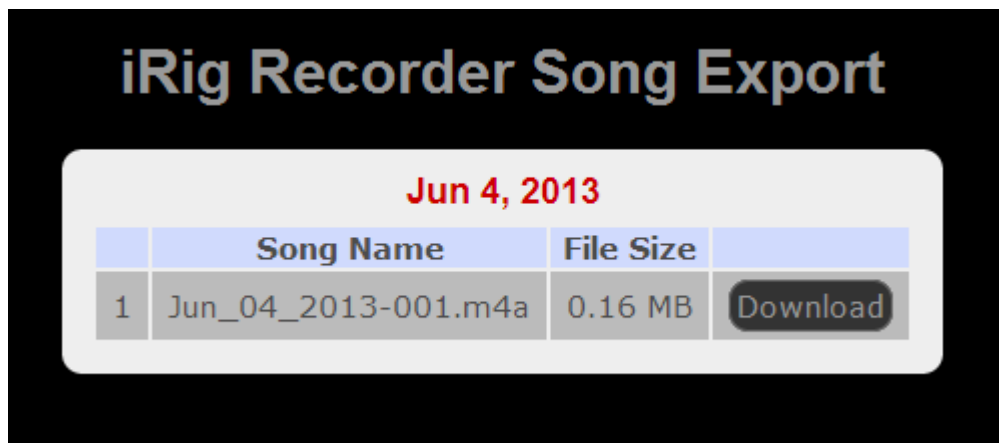 iRig Recorder Song Export
Jun 4, 2013
Song Name File Size
1 Jun_04_2013-001.m4a 0.16 MB Download